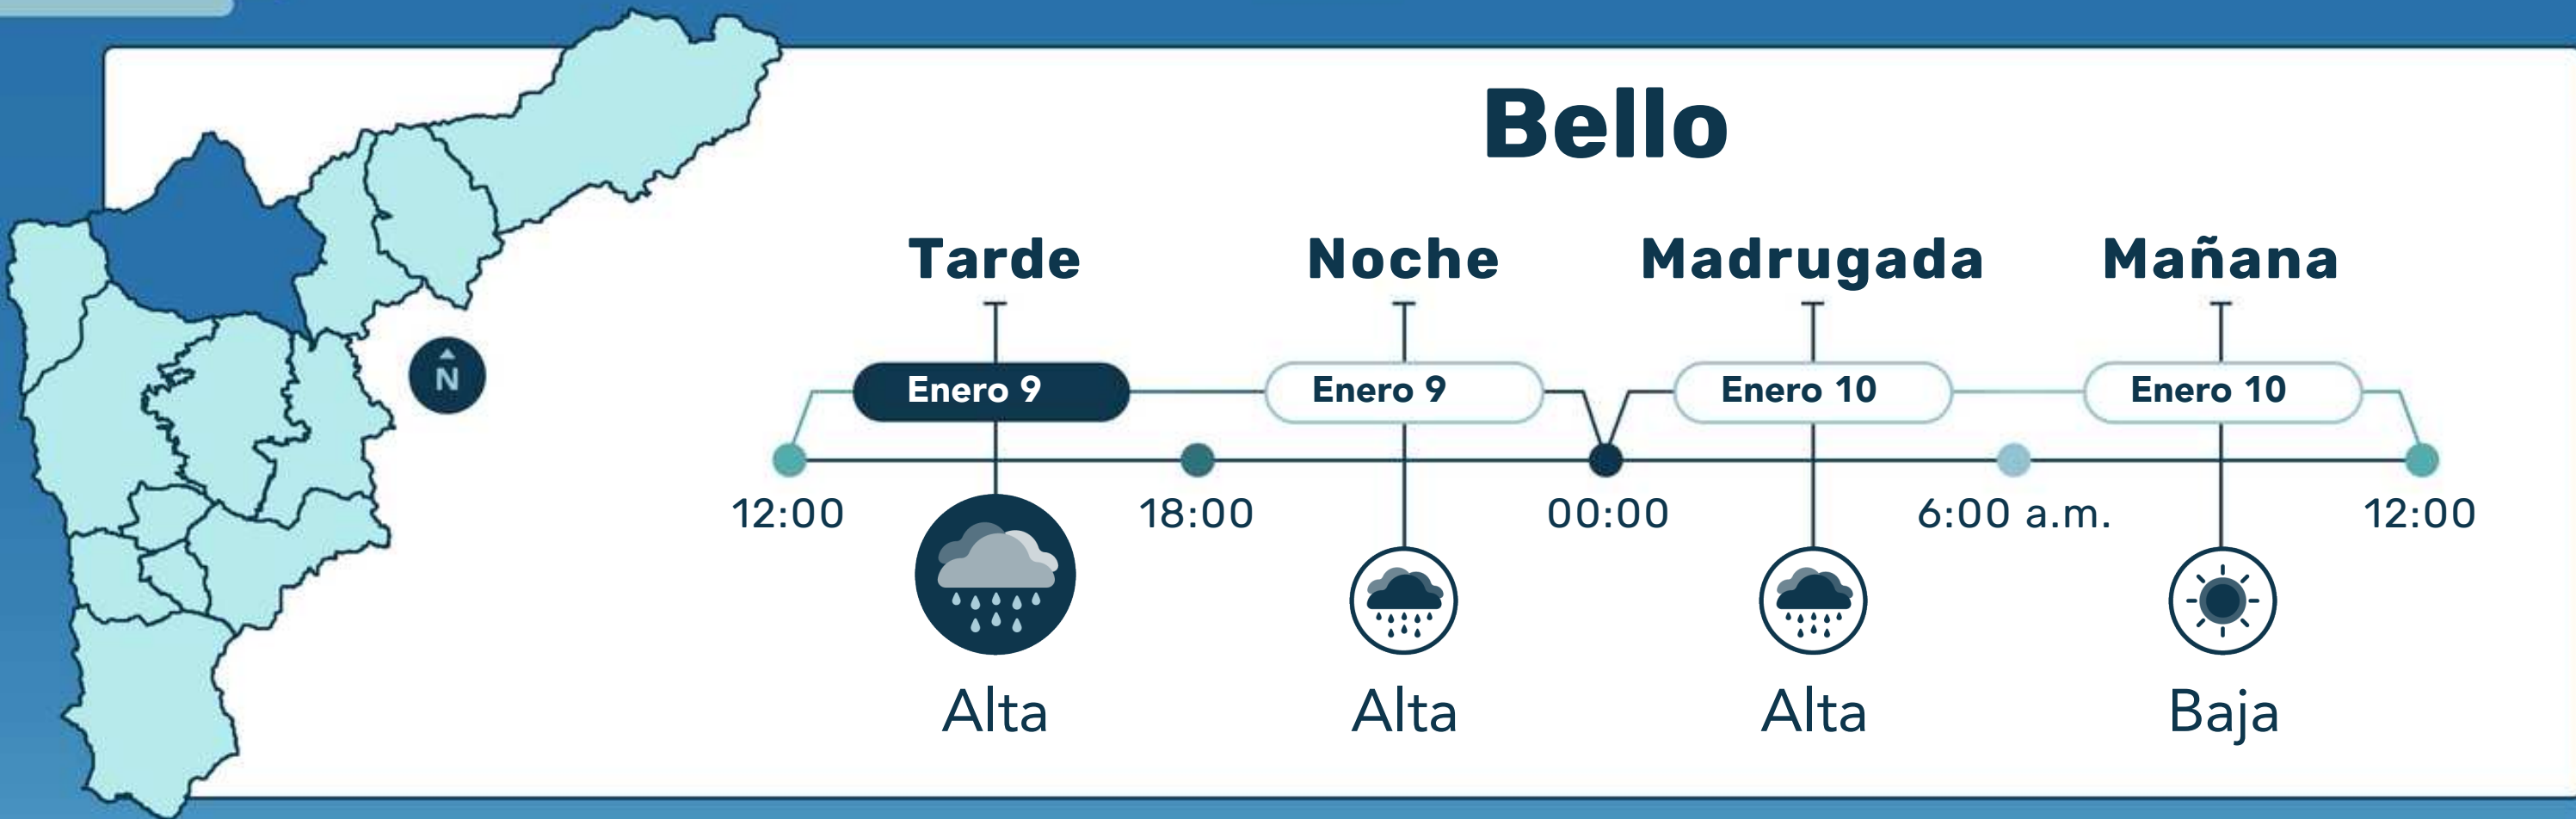 Bello
Tarde Noche Madrugada Mañana
N
Enero 9 Enero 9 Enero 10 Enero 10
12:00 18:00 00:00 6:00 a.m. 12:00
Alta Alta Alta Baja